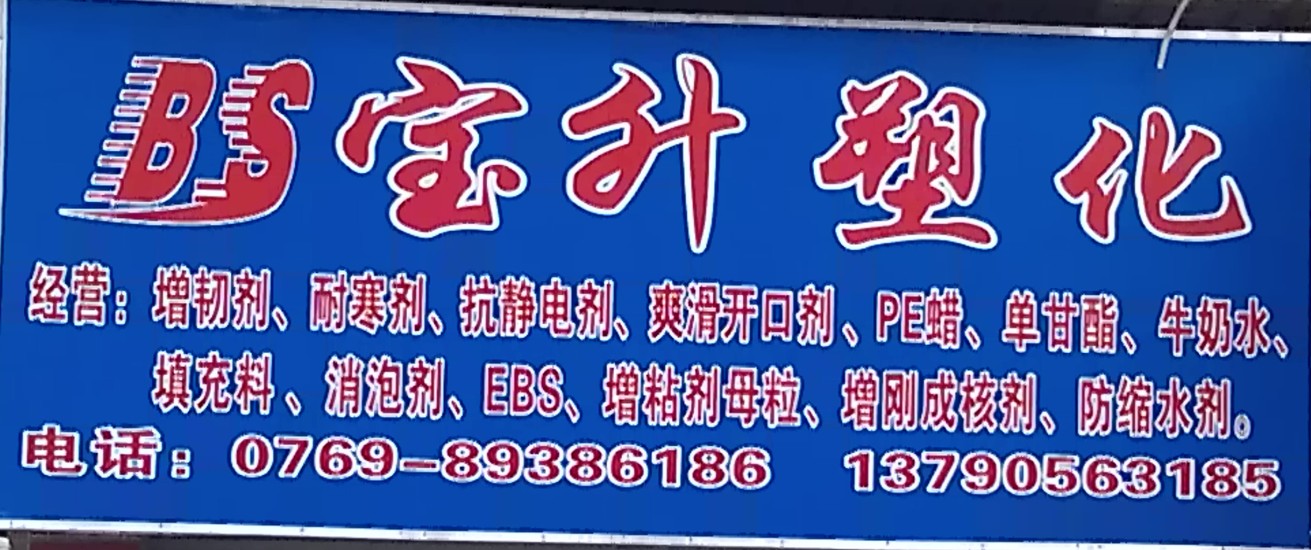 BS 宝升塑化
经营：增韧剂、耐寒剂、抗静电剂、爽滑开口剂、PE蜡、单甘酯、牛奶水、
填充料、消泡剂、EBS、增粘剂母粒、增刚成核剂、防缩水剂。
电话：0769-89386186 13790563185